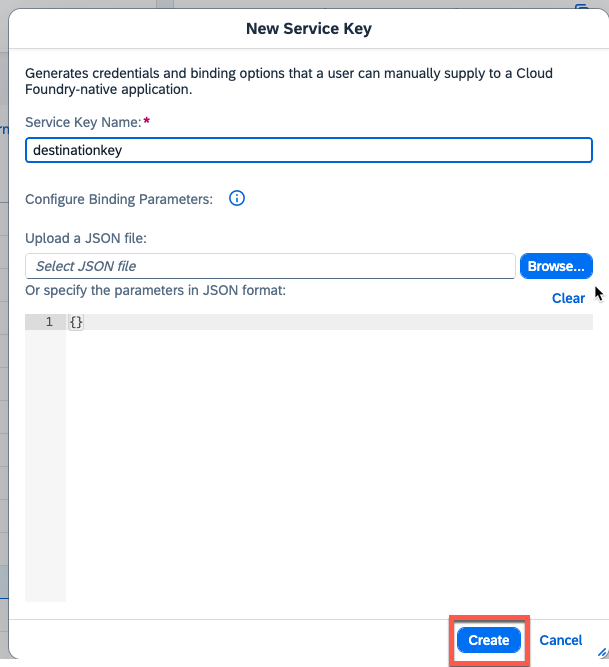 New Service Key
Generates credentials and binding options that a user can manually supply to a Cloud
Foundry-native application.
Service Key Name:*
destinationkey
Configure Binding Parameters:
Upload a JSON file:
Select JSON file
Browse...
Or specify the parameters in JSON format:
Clear
1 {}
Create
Cancel